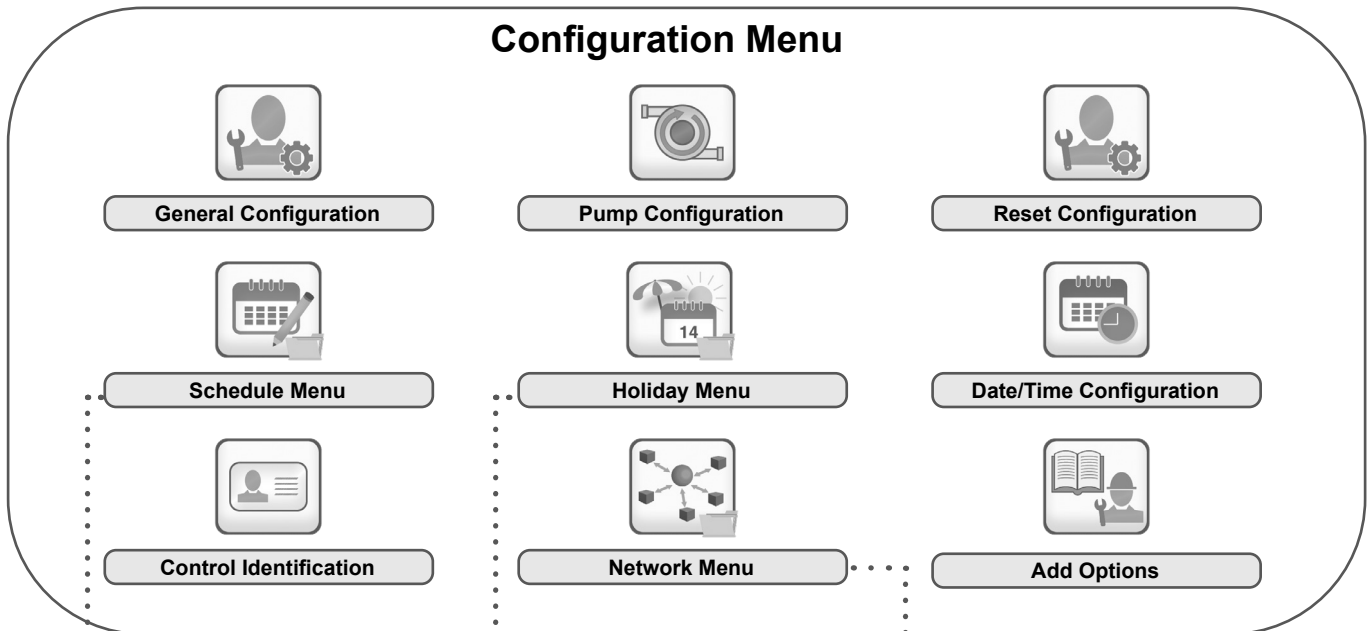 Configuration Menu
General Configuration
Pump Configuration
Reset Configuration
14
Schedule Menu
Holiday Menu
Date/Time Configuration
Control Identification
Network Menu
Add Options